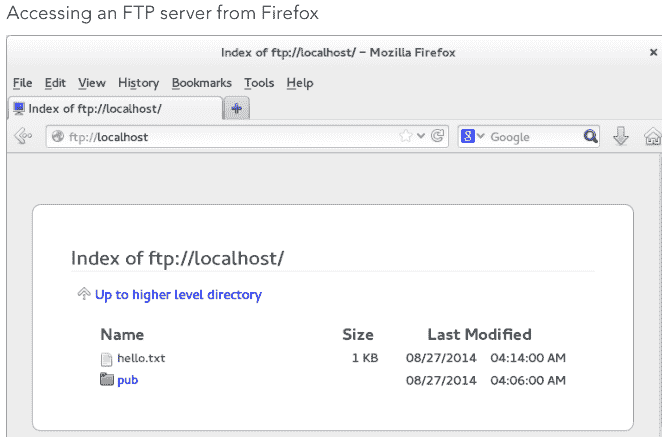 Accessing an FTP server from Firefox
Index of ftp://localhost/ – Mozilla Firefox
File Edit View History Bookmarks Tools Help
Index of ftp://localhost/
ftp://localhost Google
Index of ftp://localhost/
Up to higher level directory
Name Size Last Modified
hello.txt 1 KB 08/27/2014 04:14:00 AM
pub 08/27/2014 04:06:00 AM